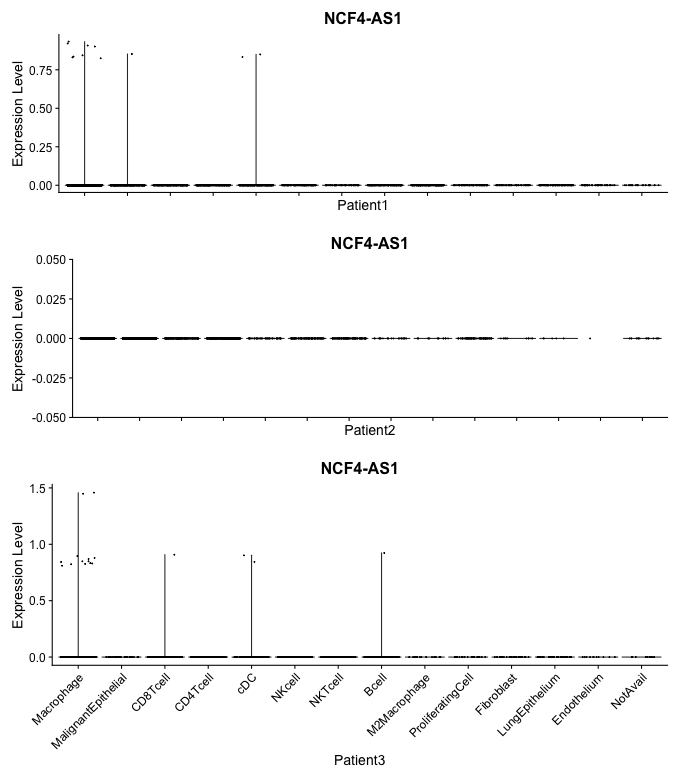 NCF4-AS1
Expression Level
0.75
0.50
0.25
0.00
Patient1
NCF4-AS1
Expression Level
0.050
0.025
0.000
-0.025
-0.050
Patient2
NCF4-AS1
Expression Level
1.5
1.0
0.5
0.0
Macrophage
MalignantEpithelial
CD8Tcell
CD4Tcell
cDC
NKcell
NKTcell
Bcell
M2Macrophage
ProliferatingCell
Fibroblast
LungEpithelium
Endothelium
NotAvail
Patient3